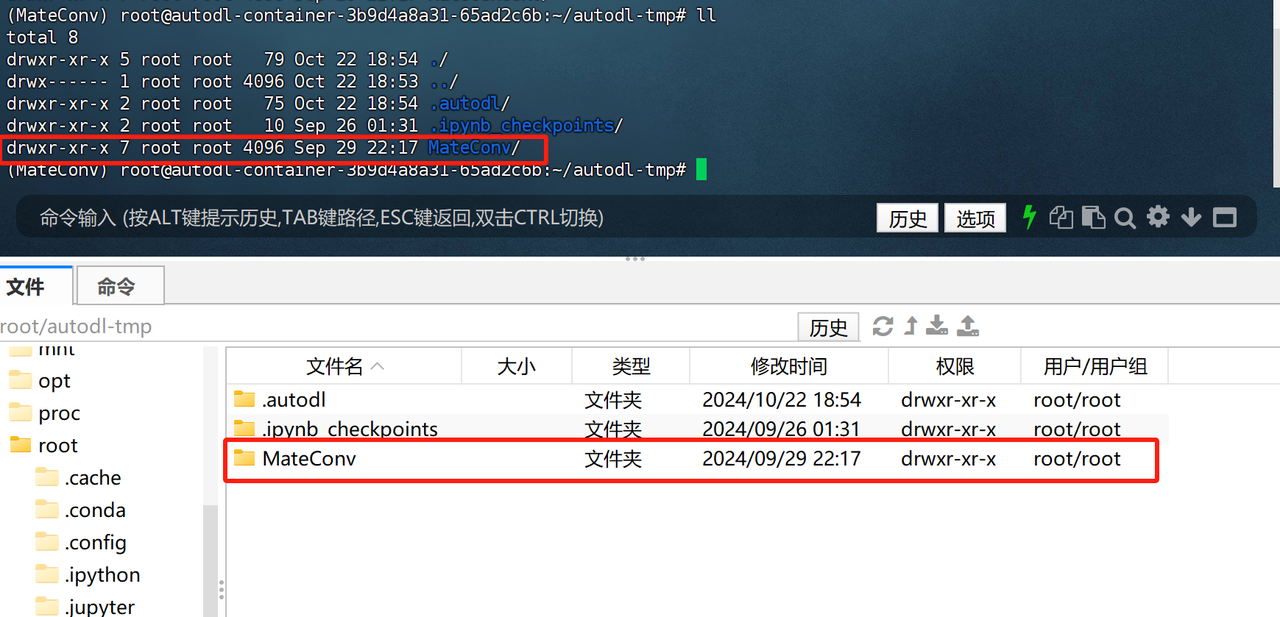 (MateConv) root@autodl-container-3b9d4a8a31-65ad2c6b:~/autodl-tmp# ll
total 8
drwxr-xr-x 5 root root   79 Oct 22 18:54 ./
drwx------ 1 root root 4096 Oct 22 18:53 ../
drwxr-xr-x 2 root root   75 Oct 22 18:54 .autodl/
drwxr-xr-x 2 root root   10 Sep 26 01:31 .ipynb_checkpoints/
drwxr-xr-x 7 root root 4096 Sep 29 22:17 MateConv/
(MateConv) root@autodl-container-3b9d4a8a31-65ad2c6b:~/autodl-tmp#
命令输入 (按ALT键提示历史,TAB键路径,ESC键返回,双击CTRL切换) 历史 选项
文件 命令
root/autodl-tmp 历史
mnt
opt
proc
root
.cache
.conda
.config
.ipython
.jupyter
文件名 大小 类型 修改时间 权限 用户/用户组
.autodl 文件夹 2024/10/22 18:54 drwxr-xr-x root/root
.ipynb_checkpoints 文件夹 2024/09/26 01:31 drwxr-xr-x root/root
MateConv 文件夹 2024/09/29 22:17 drwxr-xr-x root/root